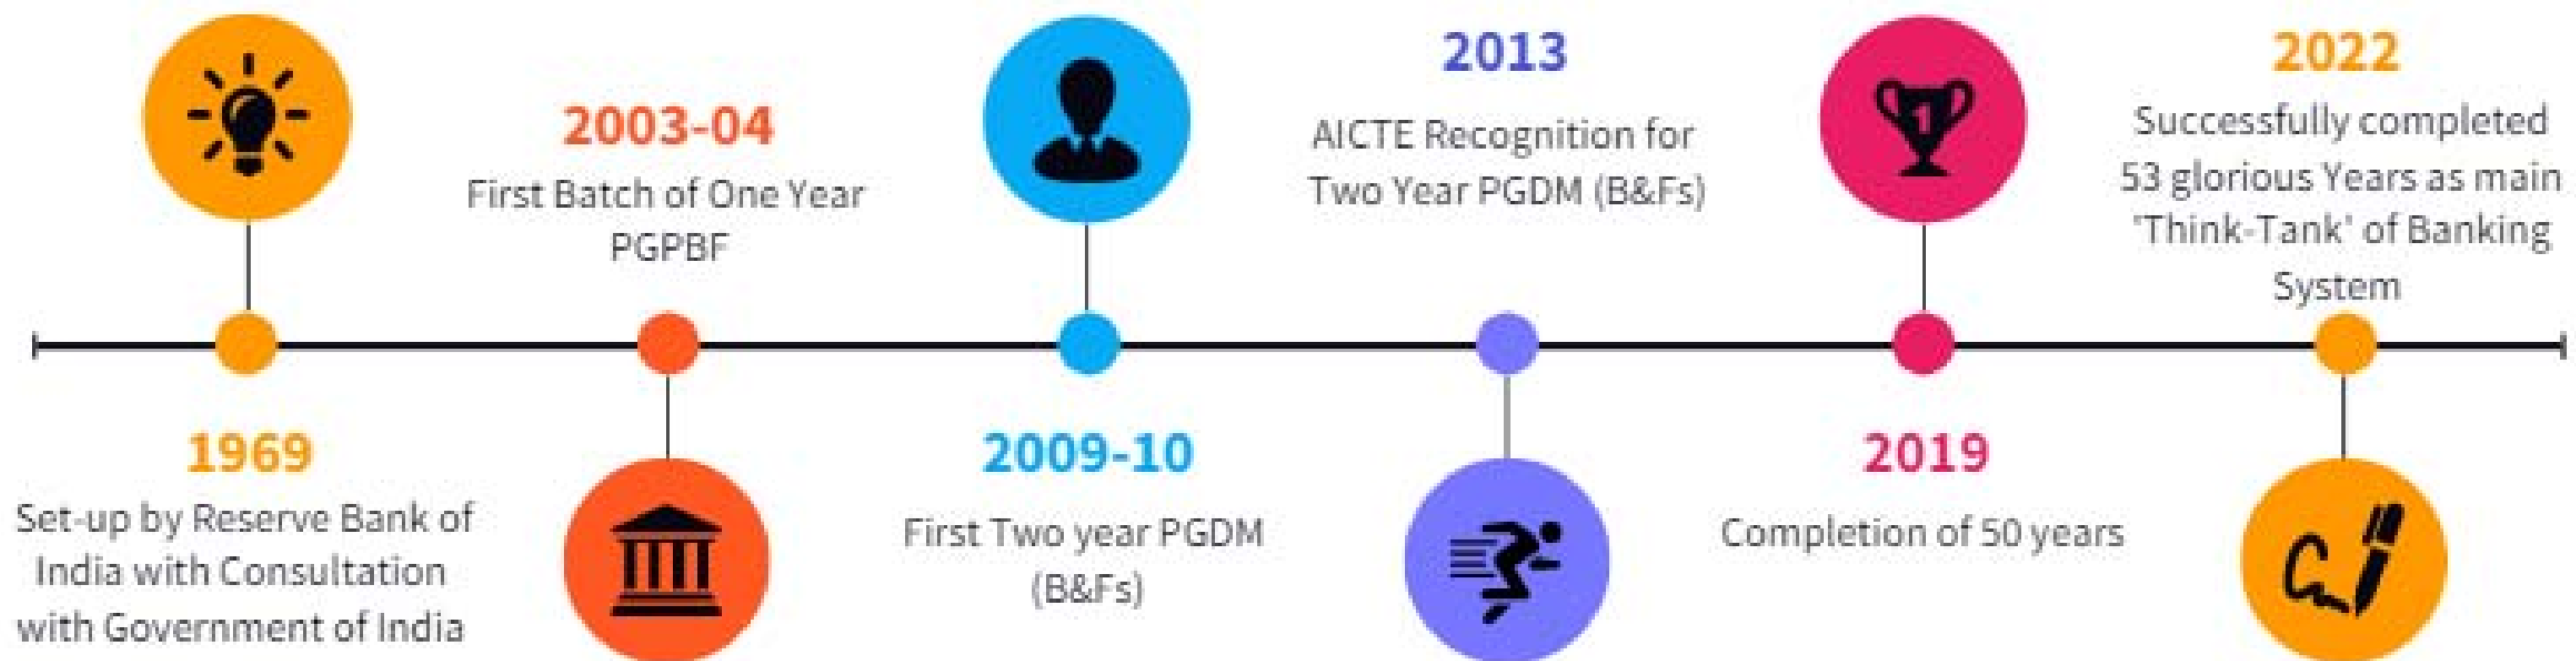 1969
Set-up by Reserve Bank of
India with Consultation
with Government of India
2003-04
First Batch of One Year
PGPBF
2009-10
First Two year PGDM
(B&Fs)
2013
AICTE Recognition for
Two Year PGDM (B&Fs)
1
2019
Completion of 50 years
2022
Successfully completed
53 glorious Years as main
'Think-Tank' of Banking
System